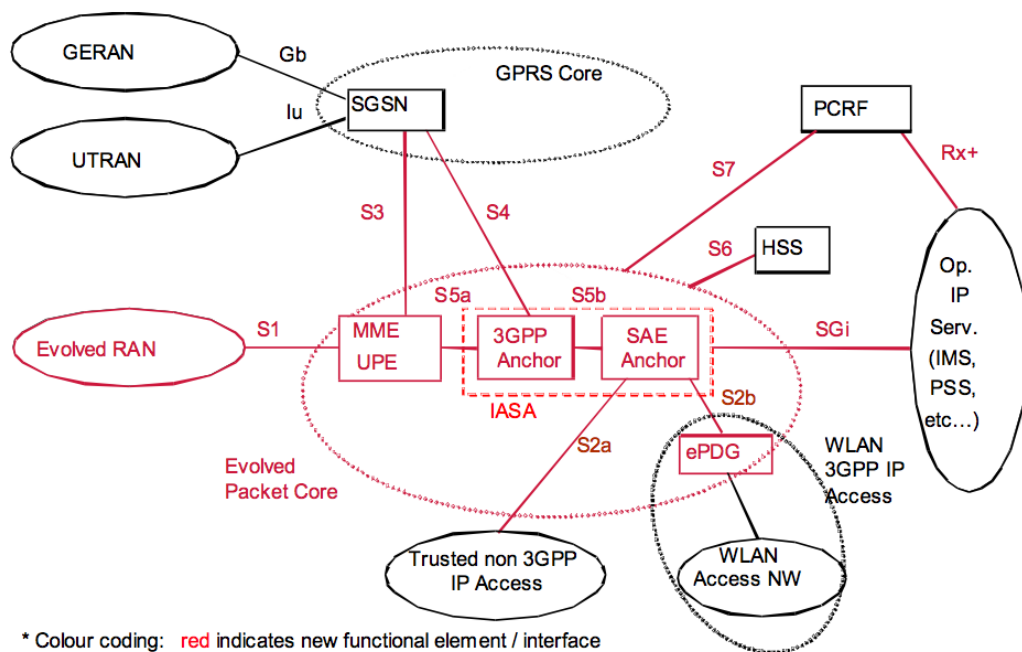 GERAN
Gb
GPRS Core
SGSN
PCRF
Iu
UTRAN
Rx+
S7
S3
S4
S6
HSS
Op.
IP
Serv.
(IMS,
PSS,
etc...)
S5a
S5b
S1
SGi
Evolved RAN
MME
UPE
3GPP
Anchor
SAE
Anchor
IASA
S2b
S2a
ePDG
WLAN
3GPP IP
Access
Evolved
Packet Core
Trusted non 3GPP
IP Access
WLAN
Access NW
* Colour coding: red indicates new functional element / interface